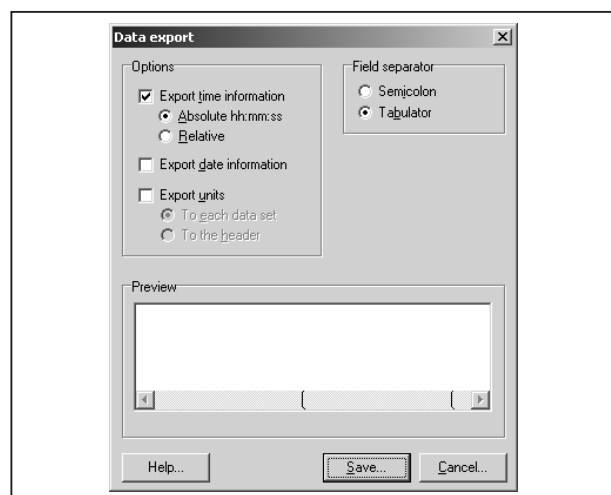 Data export
Options
Export time information
Absolute hh:mm:ss
Relative
Export date information
Export units
To each data set
To the header
Field separator
Semicolon
Tabulator
Preview
Help...
Save...
Cancel...